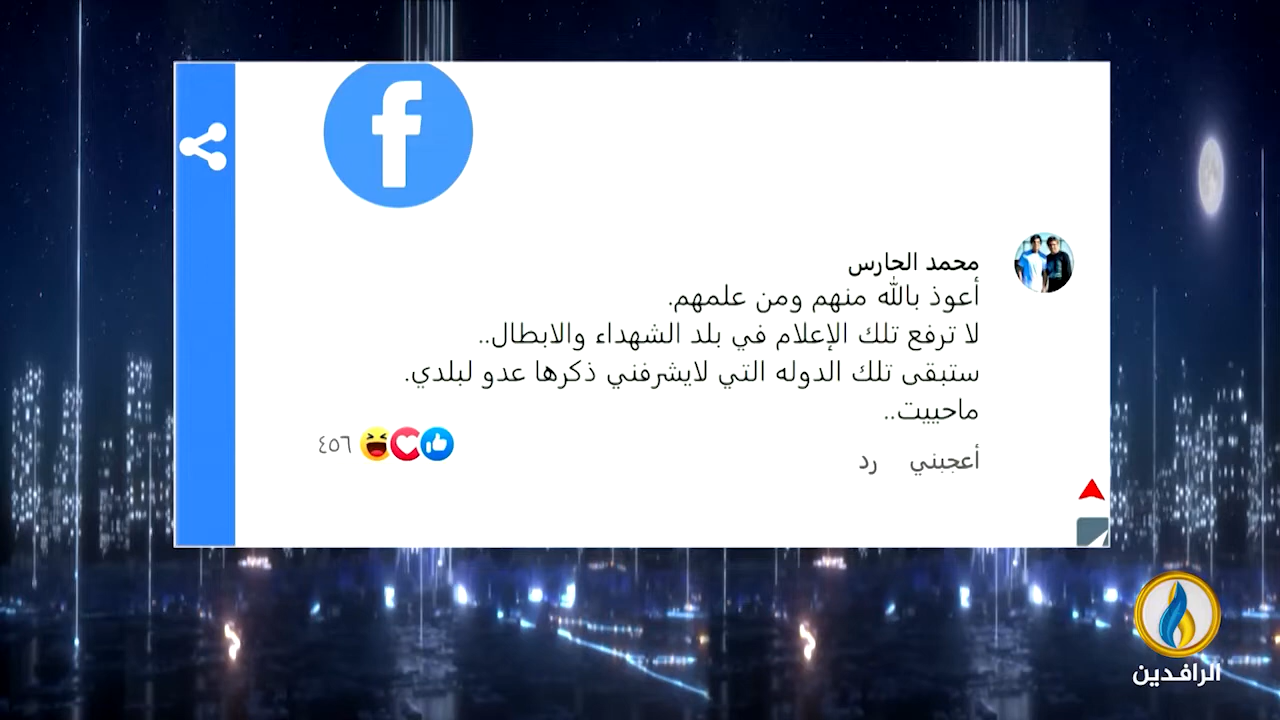 محمد الحارس
أعوذ بالله منهم ومن علمهم.
لا ترفع تلك الإعلام في بلد الشهداء والابطال..
ستبقى تلك الدوله التي لايشرفني ذكرها عدو لبلدي.
ماحييت..
أعجبني رد
٤٥٦
الرافدين